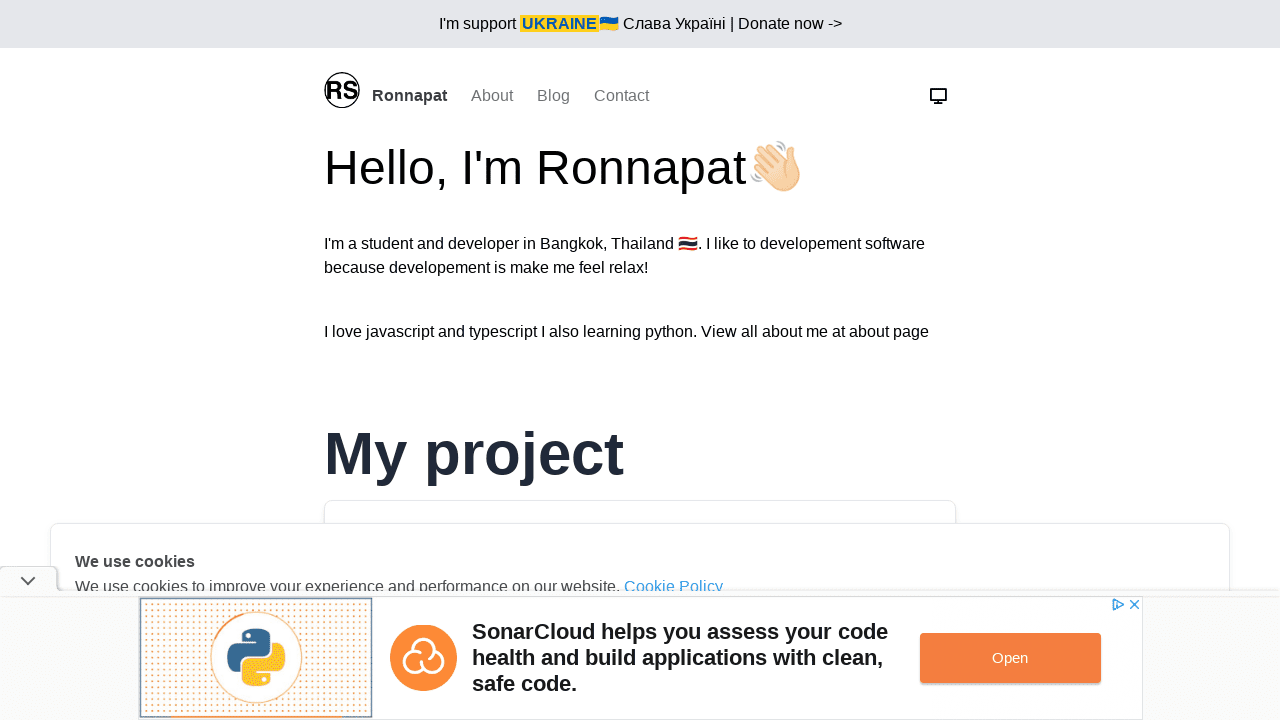 I'm support UKRAINE🇺🇦 Слава Україні | Donate now ->
RS Ronnapat About Blog Contact
Hello, I'm Ronnapat👋🏻
I'm a student and developer in Bangkok, Thailand 🇹🇭. I like to developement software
because developement is make me feel relax!
I love javascript and typescript I also learning python. View all about me at about page
My project
We use cookies
We use cookies to improve your experience and performance on our website. Cookie Policy
SonarCloud helps you assess your code
health and build applications with clean,
safe code.
Open